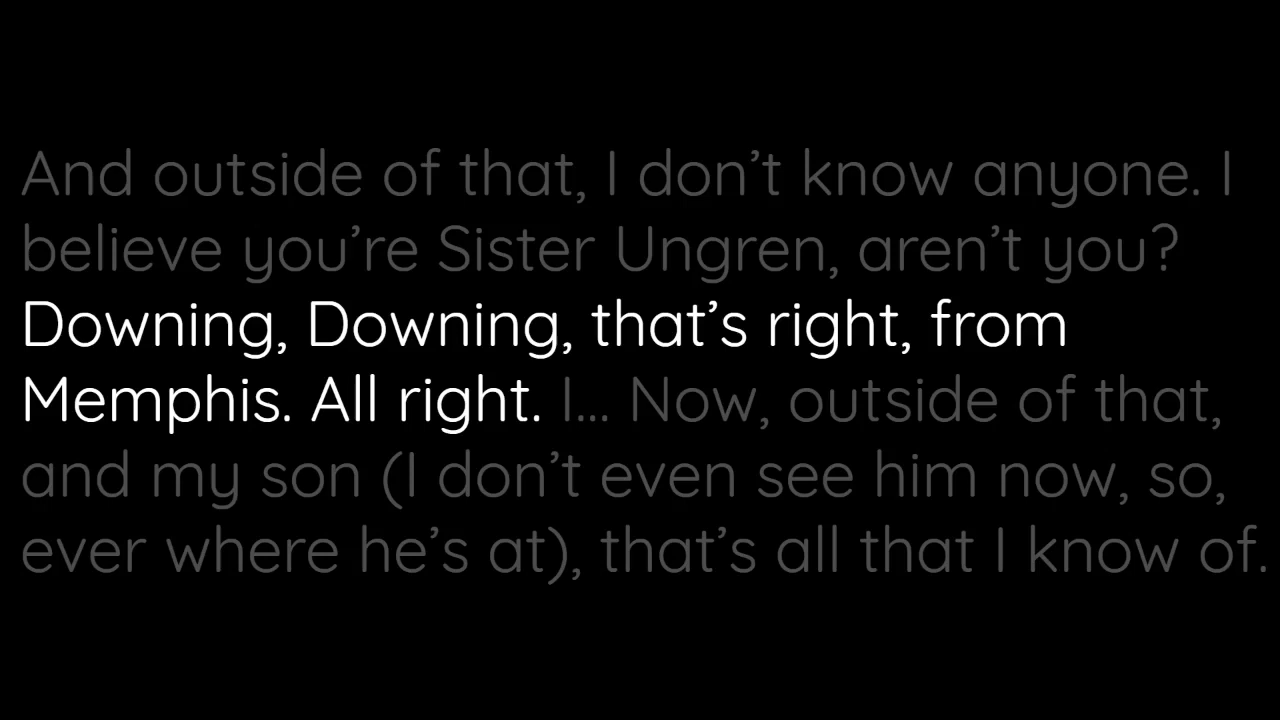 And outside of that, I don’t know anyone. I
believe you’re Sister Ungren, aren’t you?
Downing, Downing, that’s right, from
Memphis. All right. I... Now, outside of that,
and my son (I don’t even see him now, so,
ever where he’s at), that’s all that I know of.